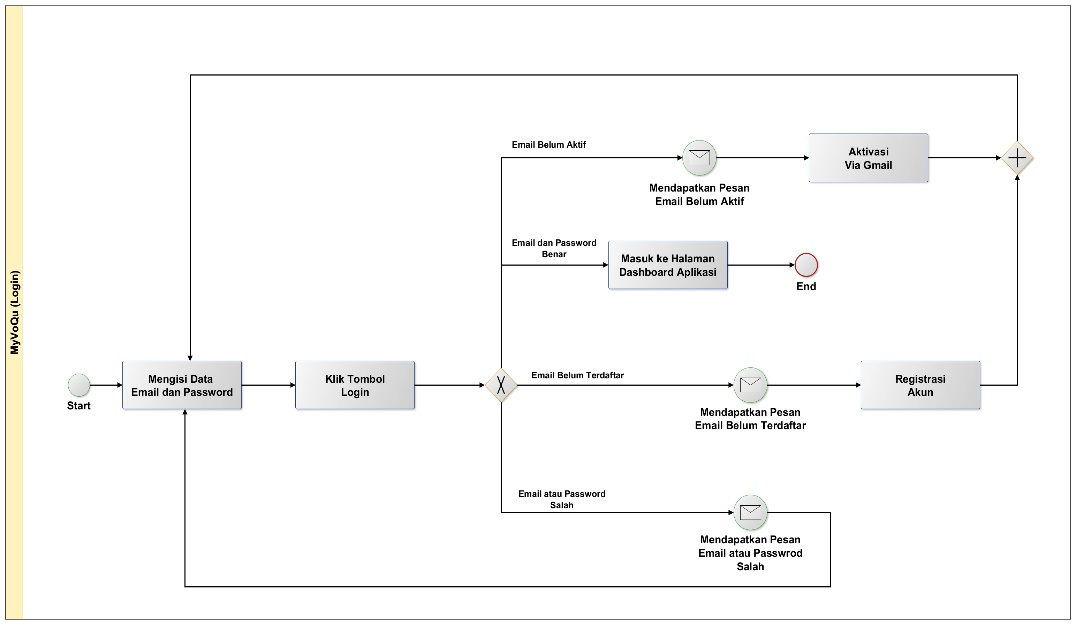 MyVoQu (Login)
Email Belum Aktif
Mendapatkan Pesan
Email Belum Aktif
Aktivasi
Via Gmail
Email dan Password
Benar
Masuk ke Halaman
Dashboard Aplikasi
End
Start
Mengisi Data
Email dan Password
Klik Tombol
Login
X
Email Belum Terdaftar
Mendapatkan Pesan
Email Belum Terdaftar
Registrasi
Akun
Email atau Password
Salah
Mendapatkan Pesan
Email atau Passwrod
Salah